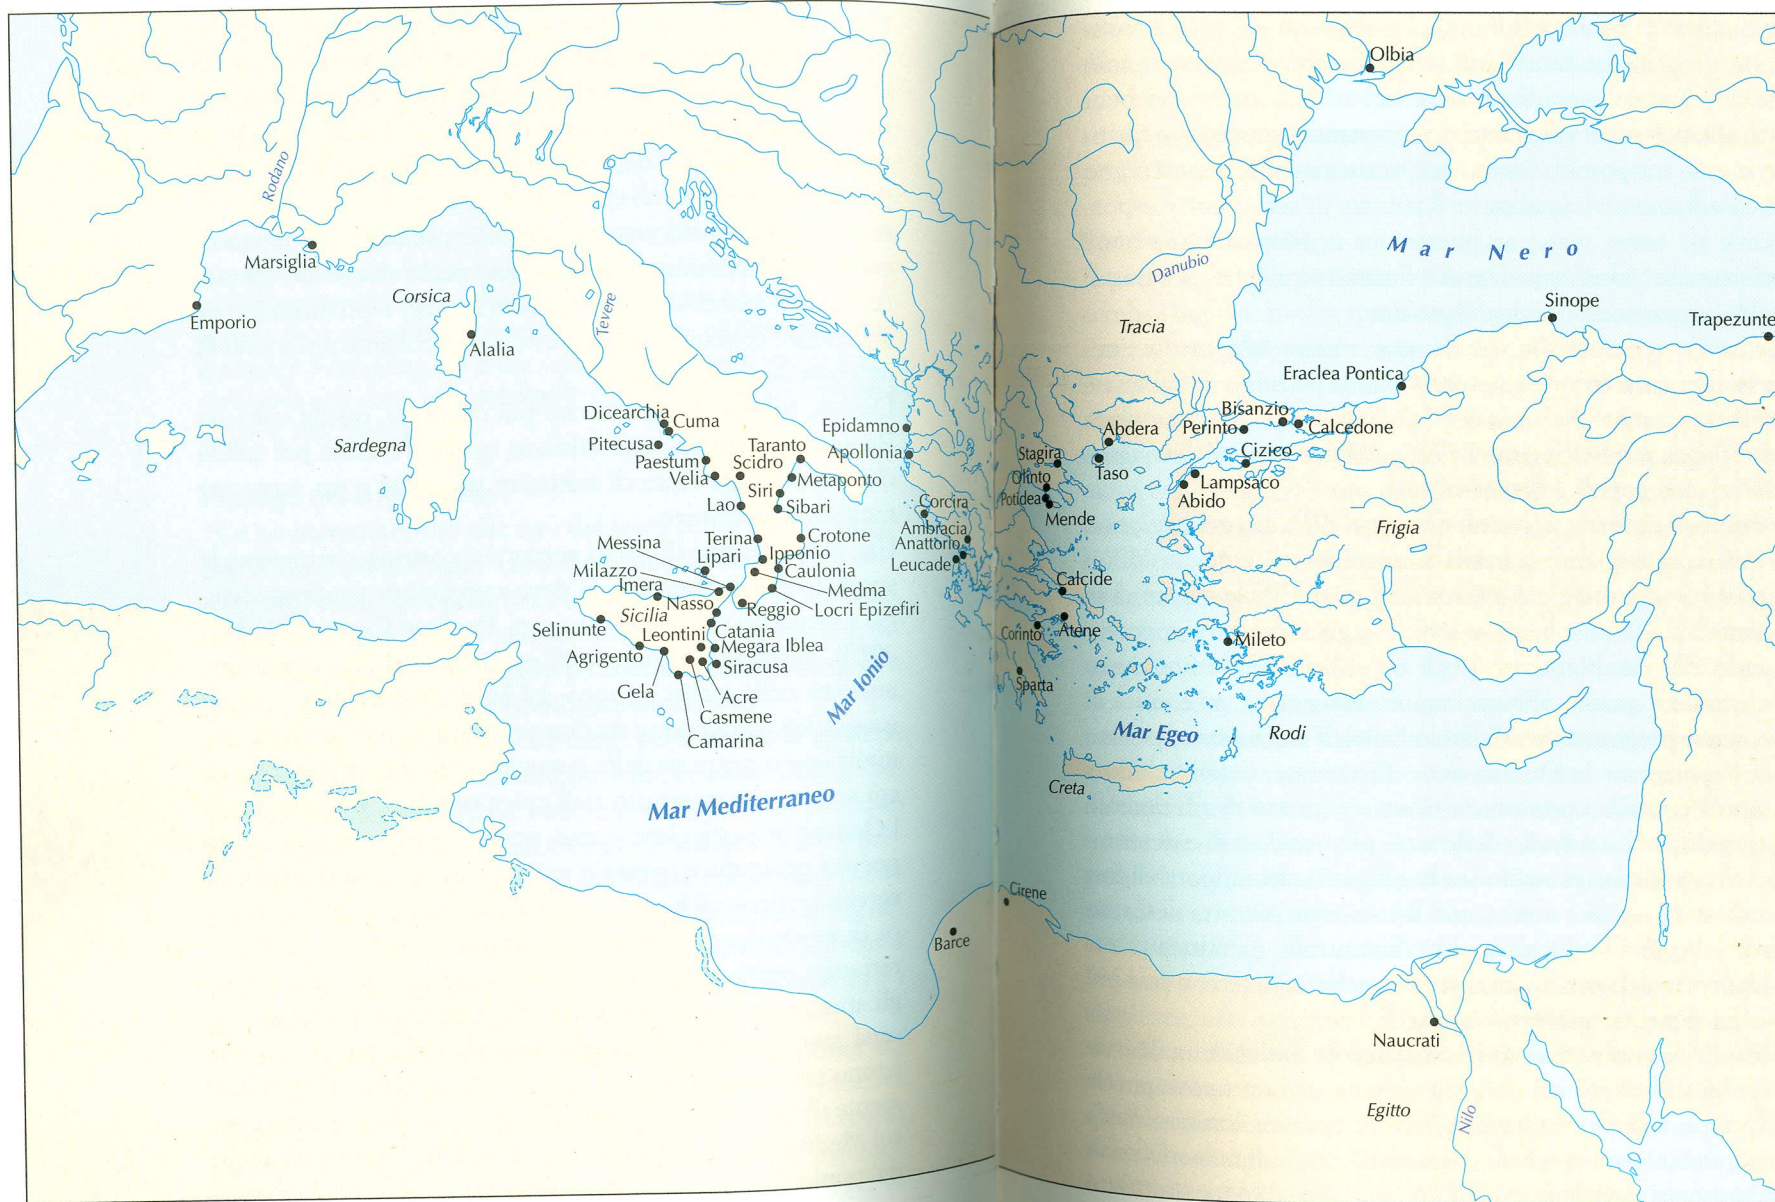 Rodano
Marsiglia
Emporio
Corsica
Alalia
Tevere
Sardegna
Dicearchia
Cuma
Pitecusa
Paestum
Velia
Taranto
Scidro
Metaponto
Siri
Sibari
Lao
Terina
Crotone
Messina
Lipari
Ipponio
Milazzo
Caulonia
Imera
Medma
Nasso
Reggio
Locri Epizefiri
Sicilia
Selinunte
Leontini
Catania
Agrigento
Megara Iblea
Siracusa
Gela
Acre
Casmene
Camarina
Mar Ionio
Mar Mediterraneo
Epidamno
Apollonia
Corcira
Ambracia
Anattorio
Leucade
Barce
Olbia
Mar Nero
Danubio
Sinope
Trapezunte
Tracia
Eraclea Pontica
Bisanzio
Perinto
Calcedone
Abdera
Stagira
Taso
Cizico
Olinto
Lampsaco
Potidea
Abido
Mende
Frigia
Calcide
Corinto
Atene
Mileto
Sparta
Mar Egeo
Rodi
Creta
Cirene
Naucrati
Egitto
Nilo